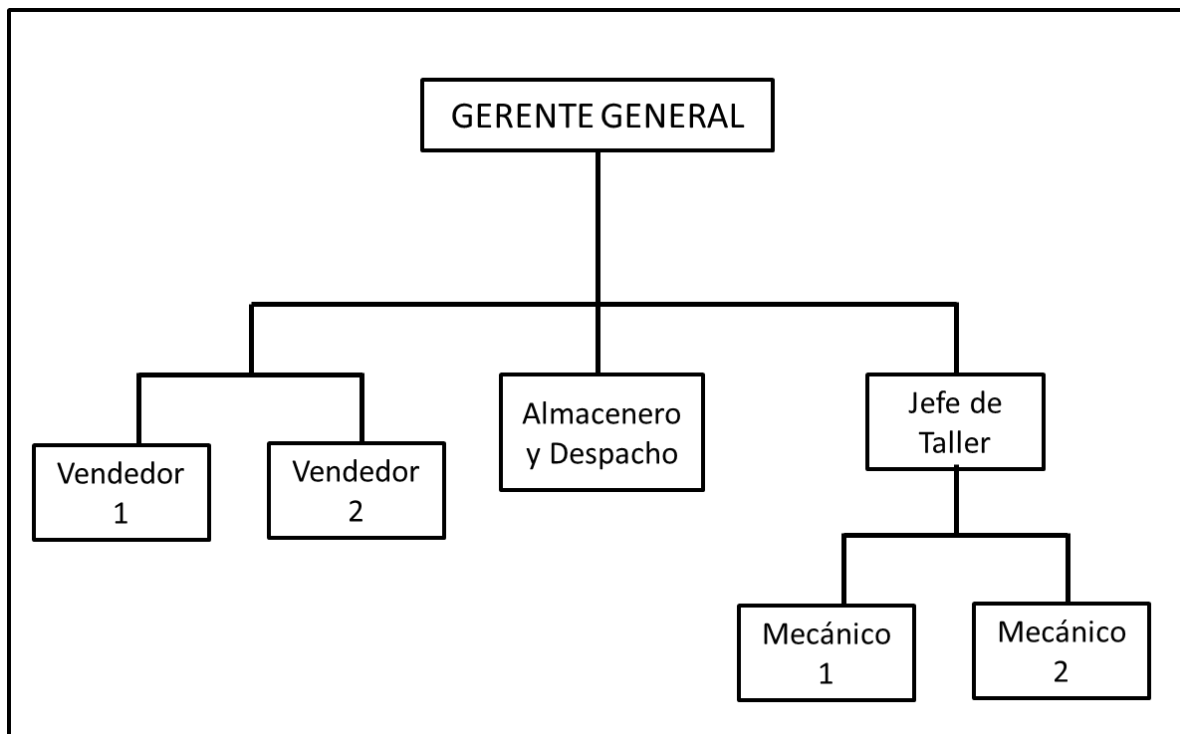 GERENTE GENERAL
Almacenero
y Despacho
Jefe de
Taller
Vendedor
1
Vendedor
2
Mecánico
1
Mecánico
2